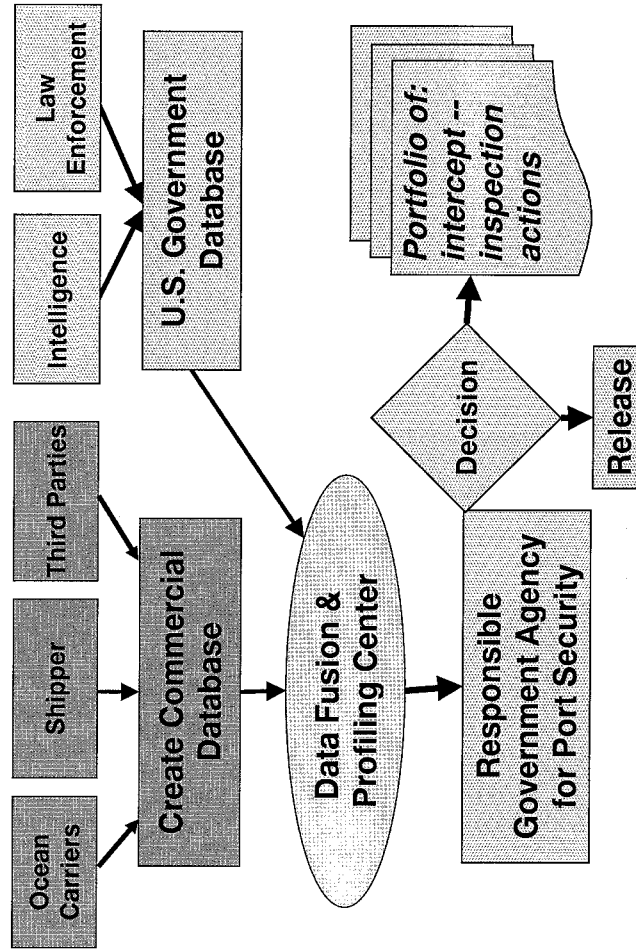 Ocean
Carriers
Shipper
Third Parties
Intelligence
Law
Enforcement
Create Commercial
Database
U.S. Government
Database
Data Fusion &
Profiling Center
Responsible
Government Agency
for Port Security
Decision
Portfolio of:
intercept --
inspection
actions
Release